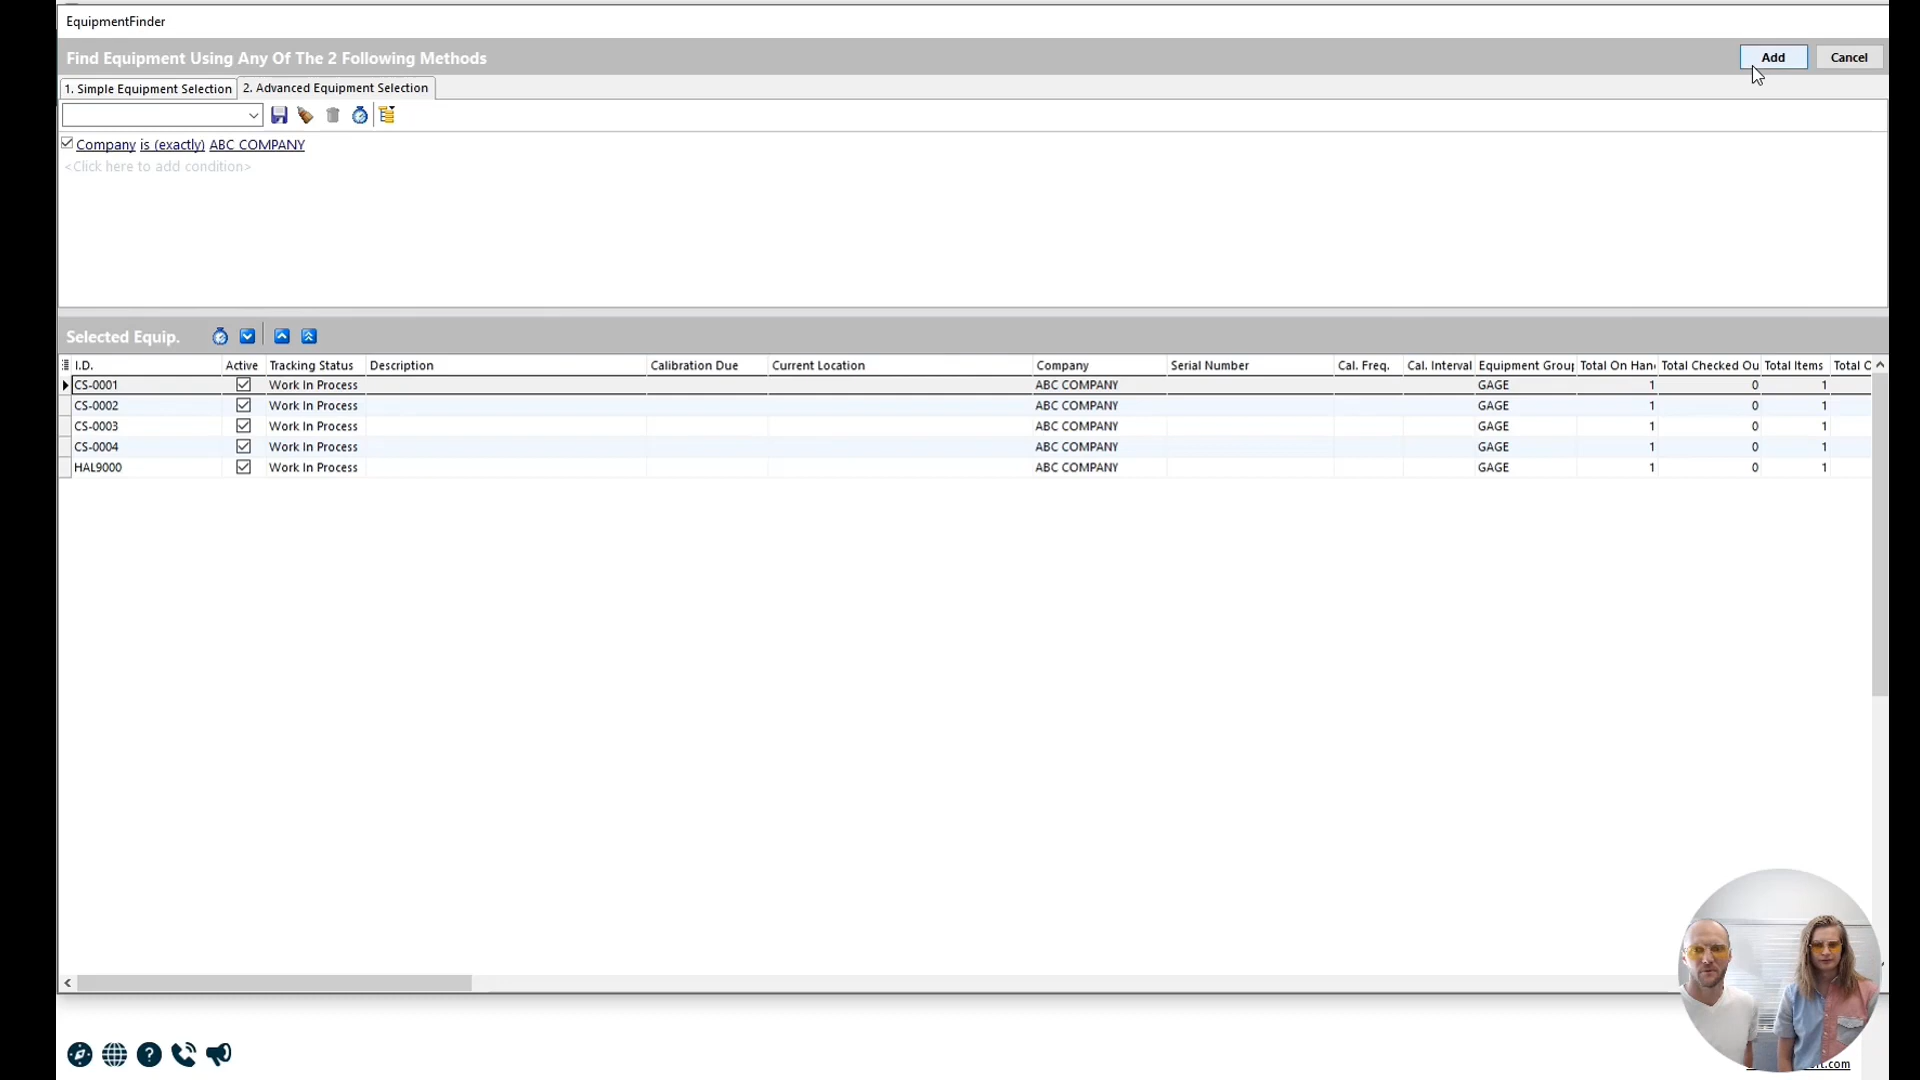 EquipmentFinder
Find Equipment Using Any Of The 2 Following Methods
Add
Cancel
1. Simple Equipment Selection
2. Advanced Equipment Selection
Company is (exactly) ABC COMPANY
<Click here to add condition>
Selected Equip.
I.D. Active Tracking Status Description Calibration Due Current Location Company Serial Number Cal. Freq. Cal. Interval Equipment Group Total On Han Total Checked Ou Total Items Total
CS-0001 Work In Process ABC COMPANY GAGE 1 0 1
CS-0002 Work In Process ABC COMPANY GAGE 1 0 1
CS-0003 Work In Process ABC COMPANY GAGE 1 0 1
CS-0004 Work In Process ABC COMPANY GAGE 1 0 1
HAL9000 Work In Process ABC COMPANY GAGE 1 0 1
.com